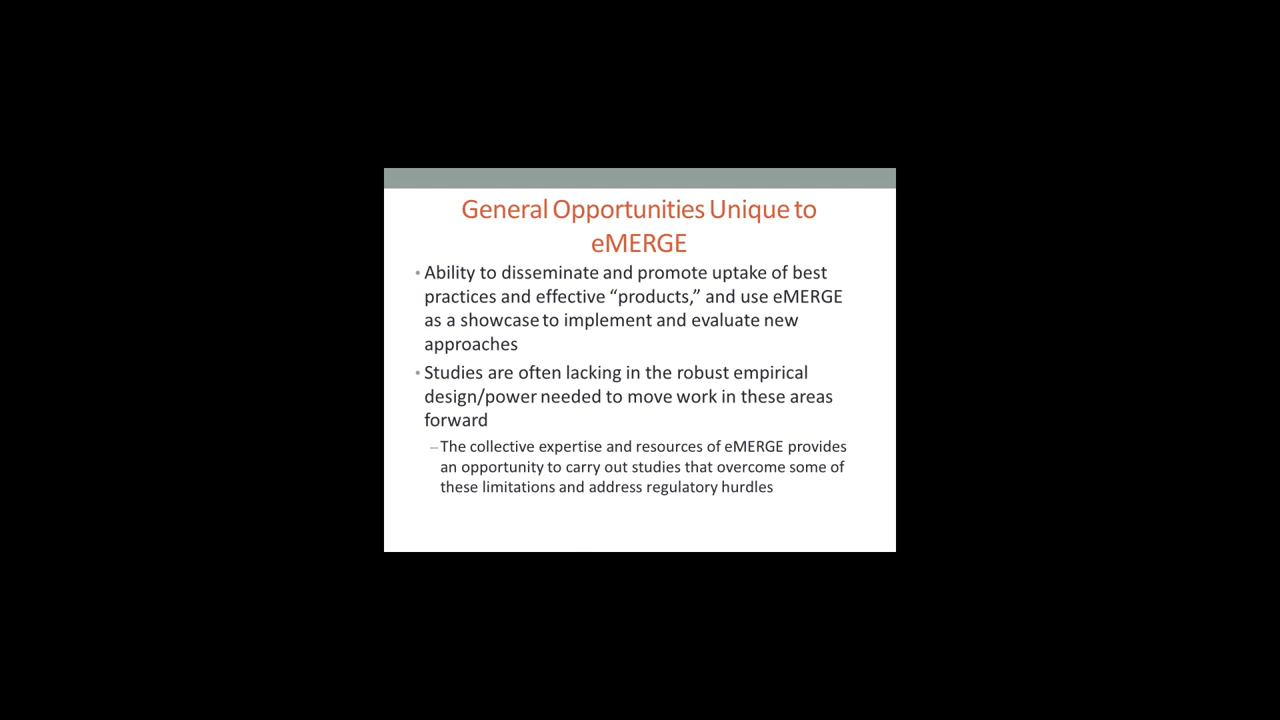 General Opportunities Unique to
eMERGE
• Ability to disseminate and promote uptake of best
practices and effective “products,” and use eMERGE
as a showcase to implement and evaluate new
approaches
• Studies are often lacking in the robust empirical
design/power needed to move work in these areas
forward
– The collective expertise and resources of eMERGE provides
an opportunity to carry out studies that overcome some of
these limitations and address regulatory hurdles